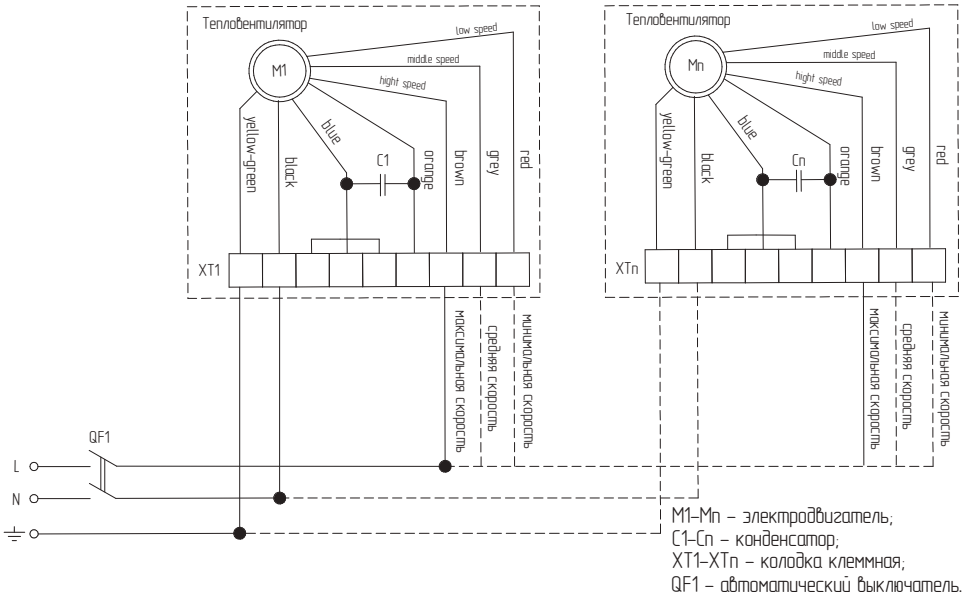 Тепловентилятор
low speed
middle speed
hight speed
M1
yellow-green
black
blue
C1
orange
brown
grey
red
XT1
максимальная скорость
средняя скорость
минимальная скорость
Тепловентилятор
low speed
middle speed
hight speed
Mn
yellow-green
black
blue
Cn
orange
brown
grey
red
XTn
максимальная скорость
средняя скорость
минимальная скорость
QF1
L
N
M1-Mn – электродвигатель;
C1-Cn – конденсатор;
XT1-XTn – колодка клеммная;
QF1 – автоматический выключатель.